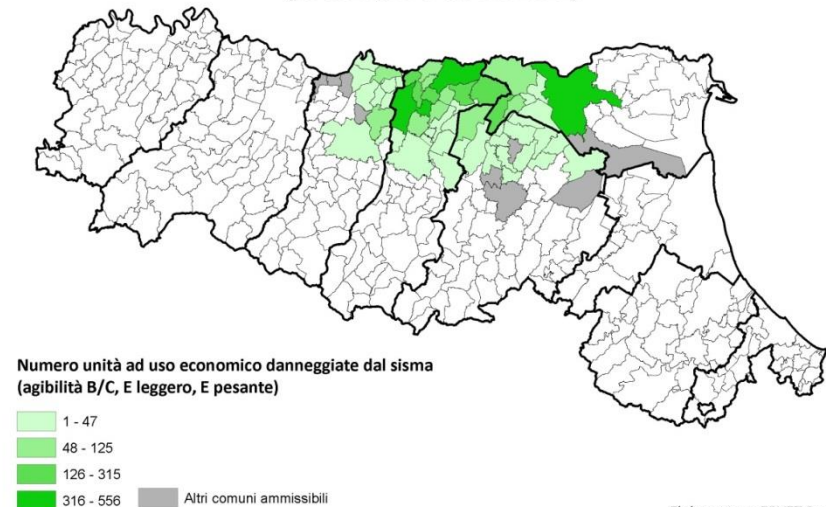 Numero unità ad uso economico danneggiate dal sisma
(agibilità B/C, E leggero, E pesante)
1 - 47
48 - 125
126 - 315
316 - 556
Altri comuni ammissibili